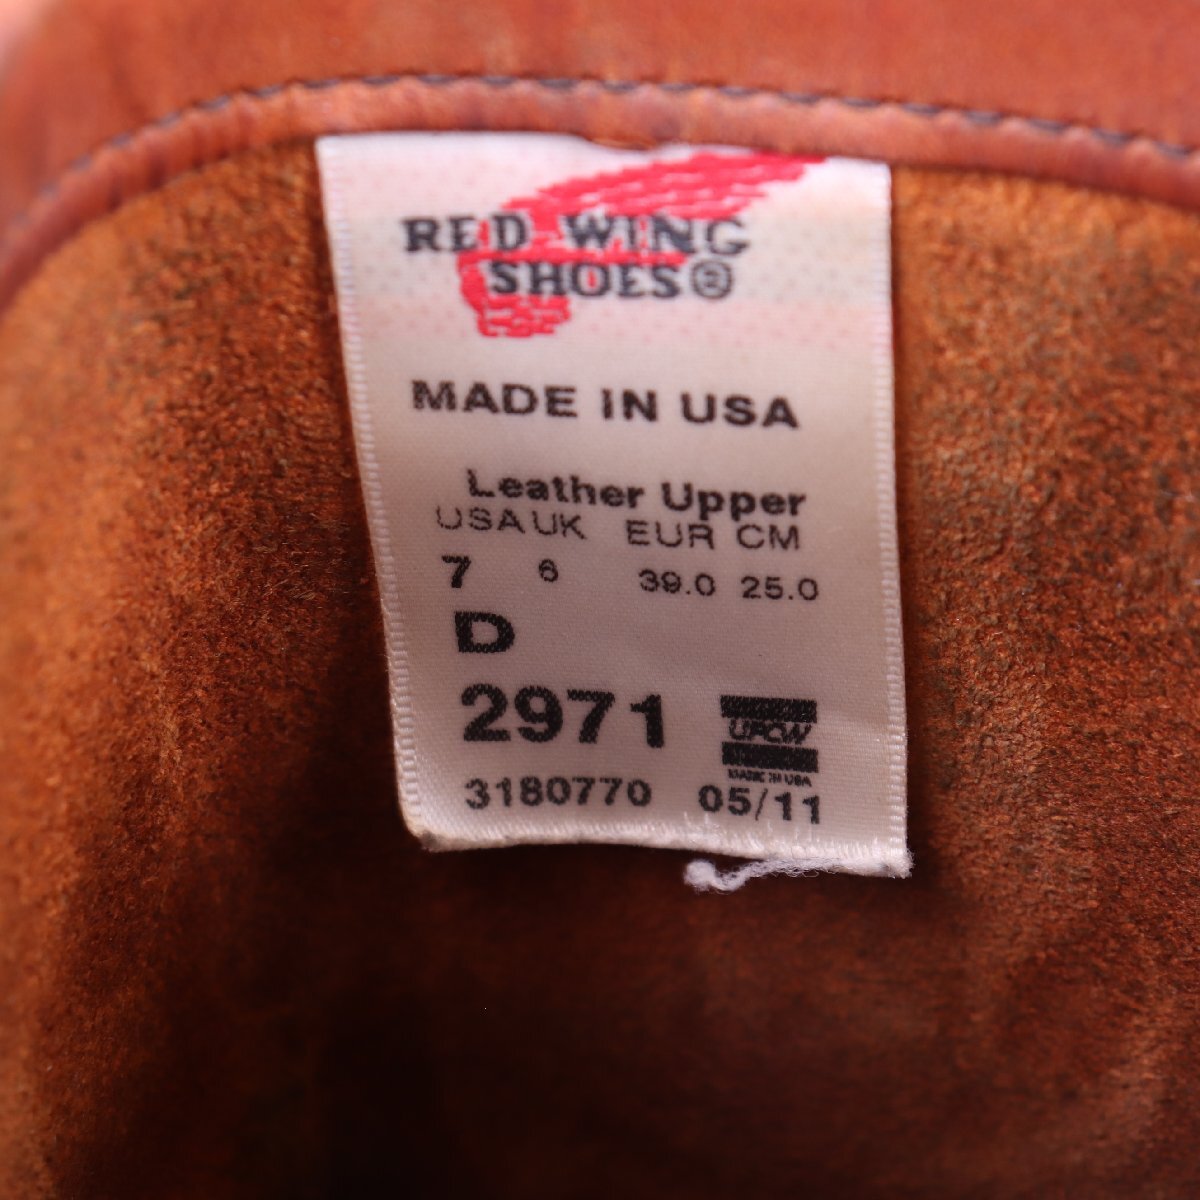 RED WING
SHOES®
MADE IN USA
Leather Upper
USA UK EUR CM
7 6 39.0 25.0
D
2971
UFCW
MADE IN USA
3180770 05/11